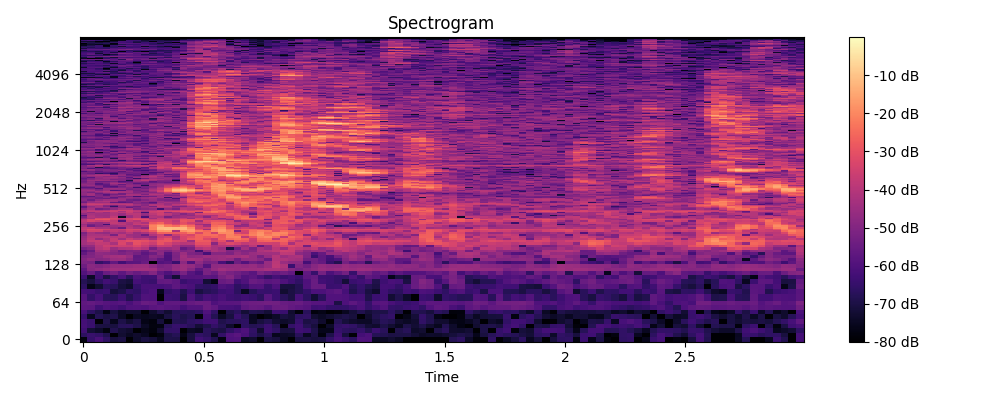 Spectrogram
4096
2048
1024
512
256
128
64
0
Hz
0
0.5
1
1.5
2
2.5
Time
-10 dB
-20 dB
-30 dB
-40 dB
-50 dB
-60 dB
-70 dB
-80 dB